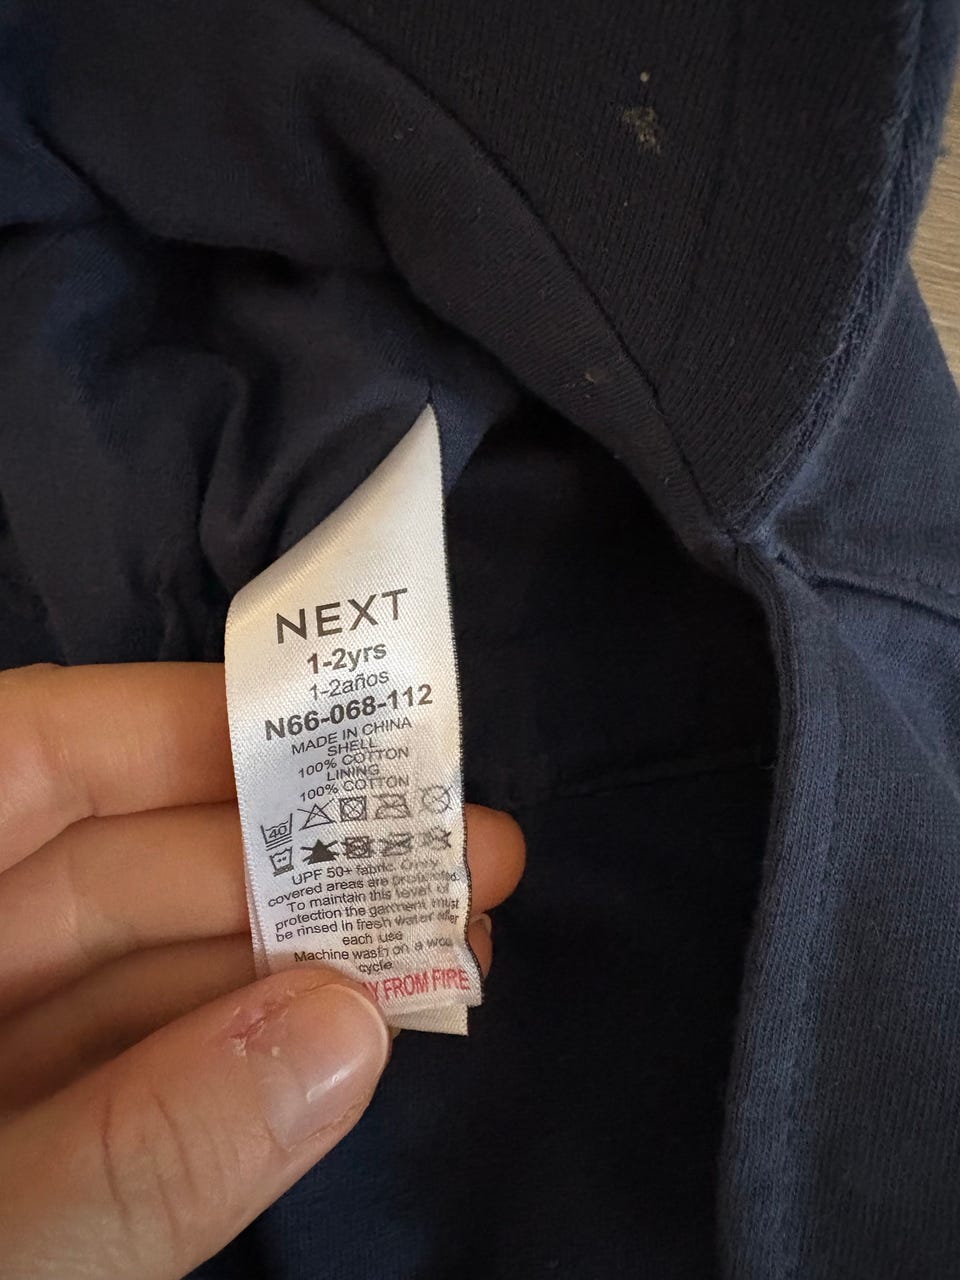 NEXT
1-2yrs
1-2años
N66-068-112
MADE IN CHINA
SHELL
100% COTTON
LINING
100% COTTON
40
UPF 50+ fabric Only
covered areas are protected.
To maintain this level of
protection the garment must
be rinsed in fresh water after
each use
Machine wash on a woo
cycle
Y FROM FIRE